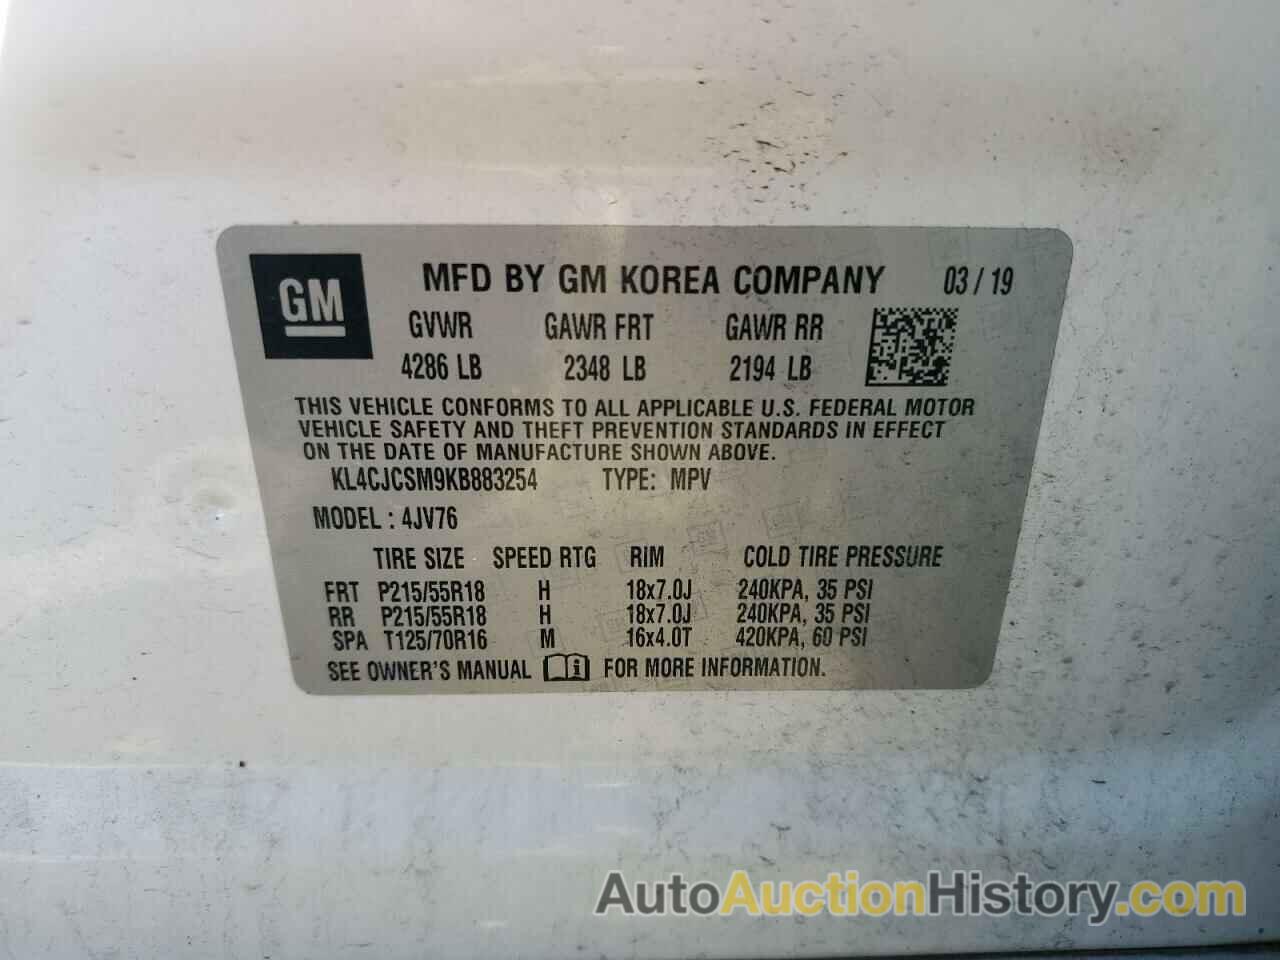 GM
MFD BY GM KOREA COMPANY 03/19
GVWR GAWR FRT GAWR RR
4286 LB 2348 LB 2194 LB
THIS VEHICLE CONFORMS TO ALL APPLICABLE U.S. FEDERAL MOTOR
VEHICLE SAFETY AND THEFT PREVENTION STANDARDS IN EFFECT
ON THE DATE OF MANUFACTURE SHOWN ABOVE.
KL4CJCSM9KB883254 TYPE: MPV
MODEL: 4JV76
TIRE SIZE SPEED RTG RIM COLD TIRE PRESSURE
FRT P215/55R18 H 18x7.0J 240KPA, 35 PSI
RR P215/55R18 H 18x7.0J 240KPA, 35 PSI
SPA T125/70R16 M 16x4.0T 420KPA, 60 PSI
SEE OWNER'S MANUAL i FOR MORE INFORMATION.
AutoAuctionHistory.com